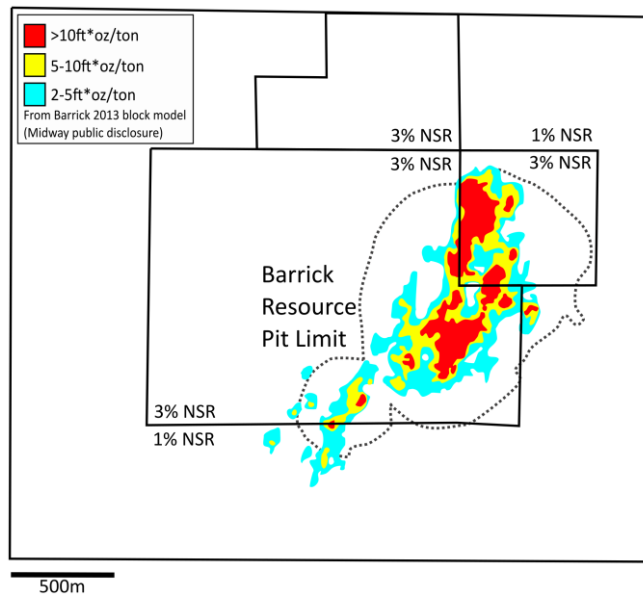 >10ft*oz/ton
5-10ft*oz/ton
2-5ft*oz/ton
From Barrick 2013 block model
(Midway public disclosure)
3% NSR
1% NSR
3% NSR
3% NSR
Barrick
Resource
Pit Limit
3% NSR
1% NSR
500m